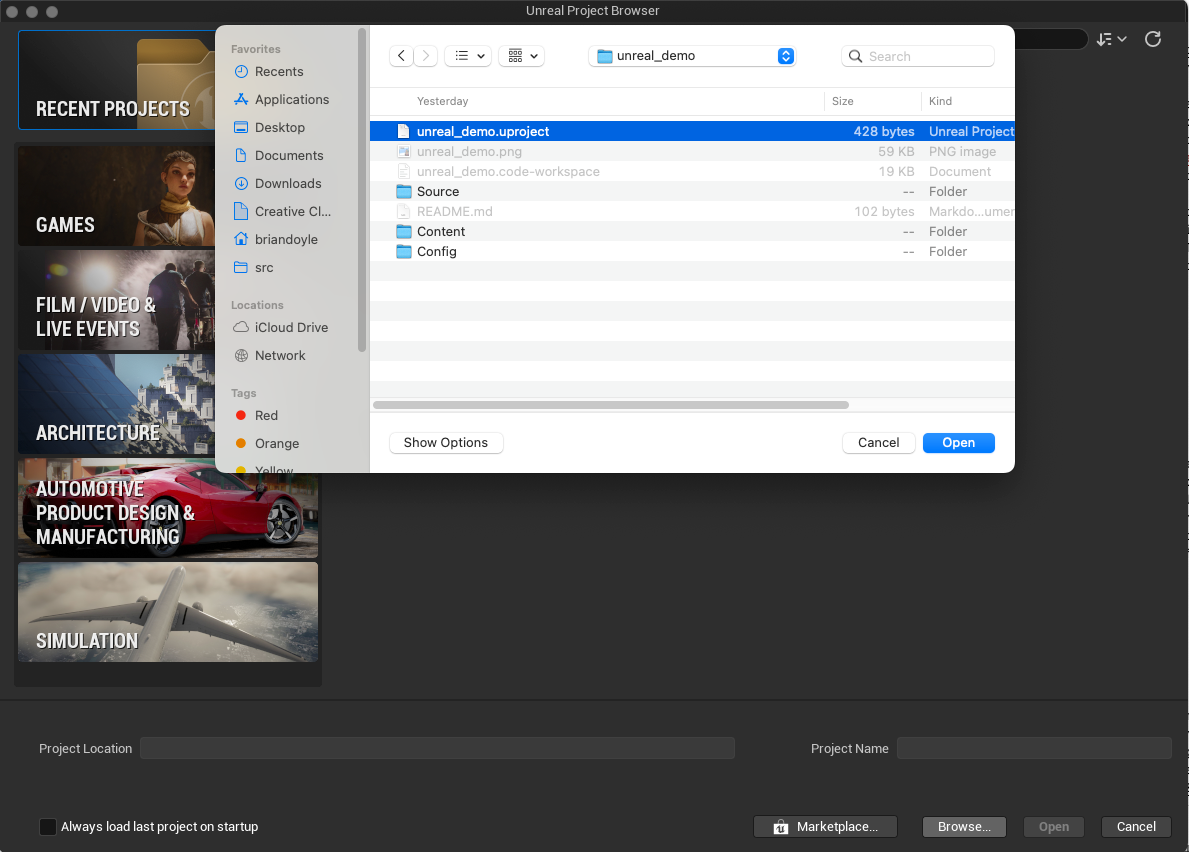 Unreal Project Browser
RECENT PROJECTS
GAMES
FILM / VIDEO &
LIVE EVENTS
ARCHITECTURE
AUTOMOTIVE
PRODUCT DESIGN &
MANUFACTURING
SIMULATION
Favorites
Recents
Applications
Desktop
Documents
Downloads
Creative Cl...
briandoyle
src
Locations
iCloud Drive
Network
Tags
Red
Orange
Yellow
unreal_demo
Search
Yesterday Size Kind
unreal_demo.uproject 428 bytes Unreal Project
unreal_demo.png 59 KB PNG image
unreal_demo.code-workspace 19 KB Document
Source -- Folder
README.md 102 bytes Markdo...umen
Content -- Folder
Config -- Folder
Show Options Cancel Open
Project Location Project Name
Always load last project on startup Marketplace... Browse... Open Cancel